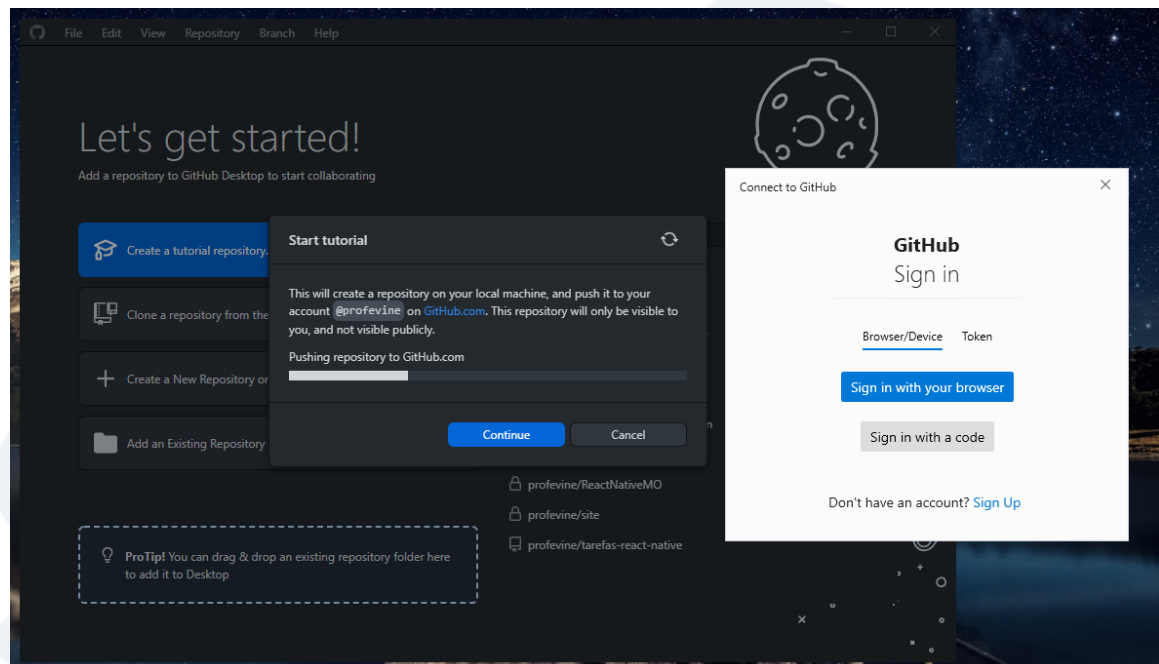 File Edit View Repository Branch Help
Let's get started!
Add a repository to GitHub Desktop to start collaborating
Create a tutorial repository.
Clone a repository from the
Create a New Repository or
Add an Existing Repository
ProTip! You can drag & drop an existing repository folder here
to add it to Desktop
Start tutorial
This will create a repository on your local machine, and push it to your
account @profevine on GitHub.com. This repository will only be visible to
you, and not visible publicly.
Pushing repository to GitHub.com
Continue Cancel
n
profevine/ReactNativeMO
profevine/site
profevine/tarefas-react-native
Connect to GitHub
GitHub
Sign in
Browser/Device Token
Sign in with your browser
Sign in with a code
Don't have an account? Sign Up